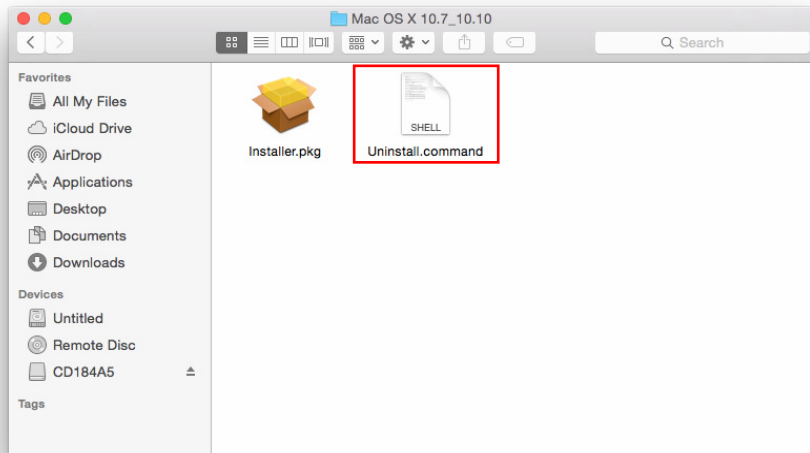 Mac OS X 10.7_10.10
Search
Favorites
All My Files
iCloud Drive
AirDrop
Applications
Desktop
Documents
Downloads
Devices
Untitled
Remote Disc
CD184A5
Tags
SHELL
Installer.pkg
Uninstall.command